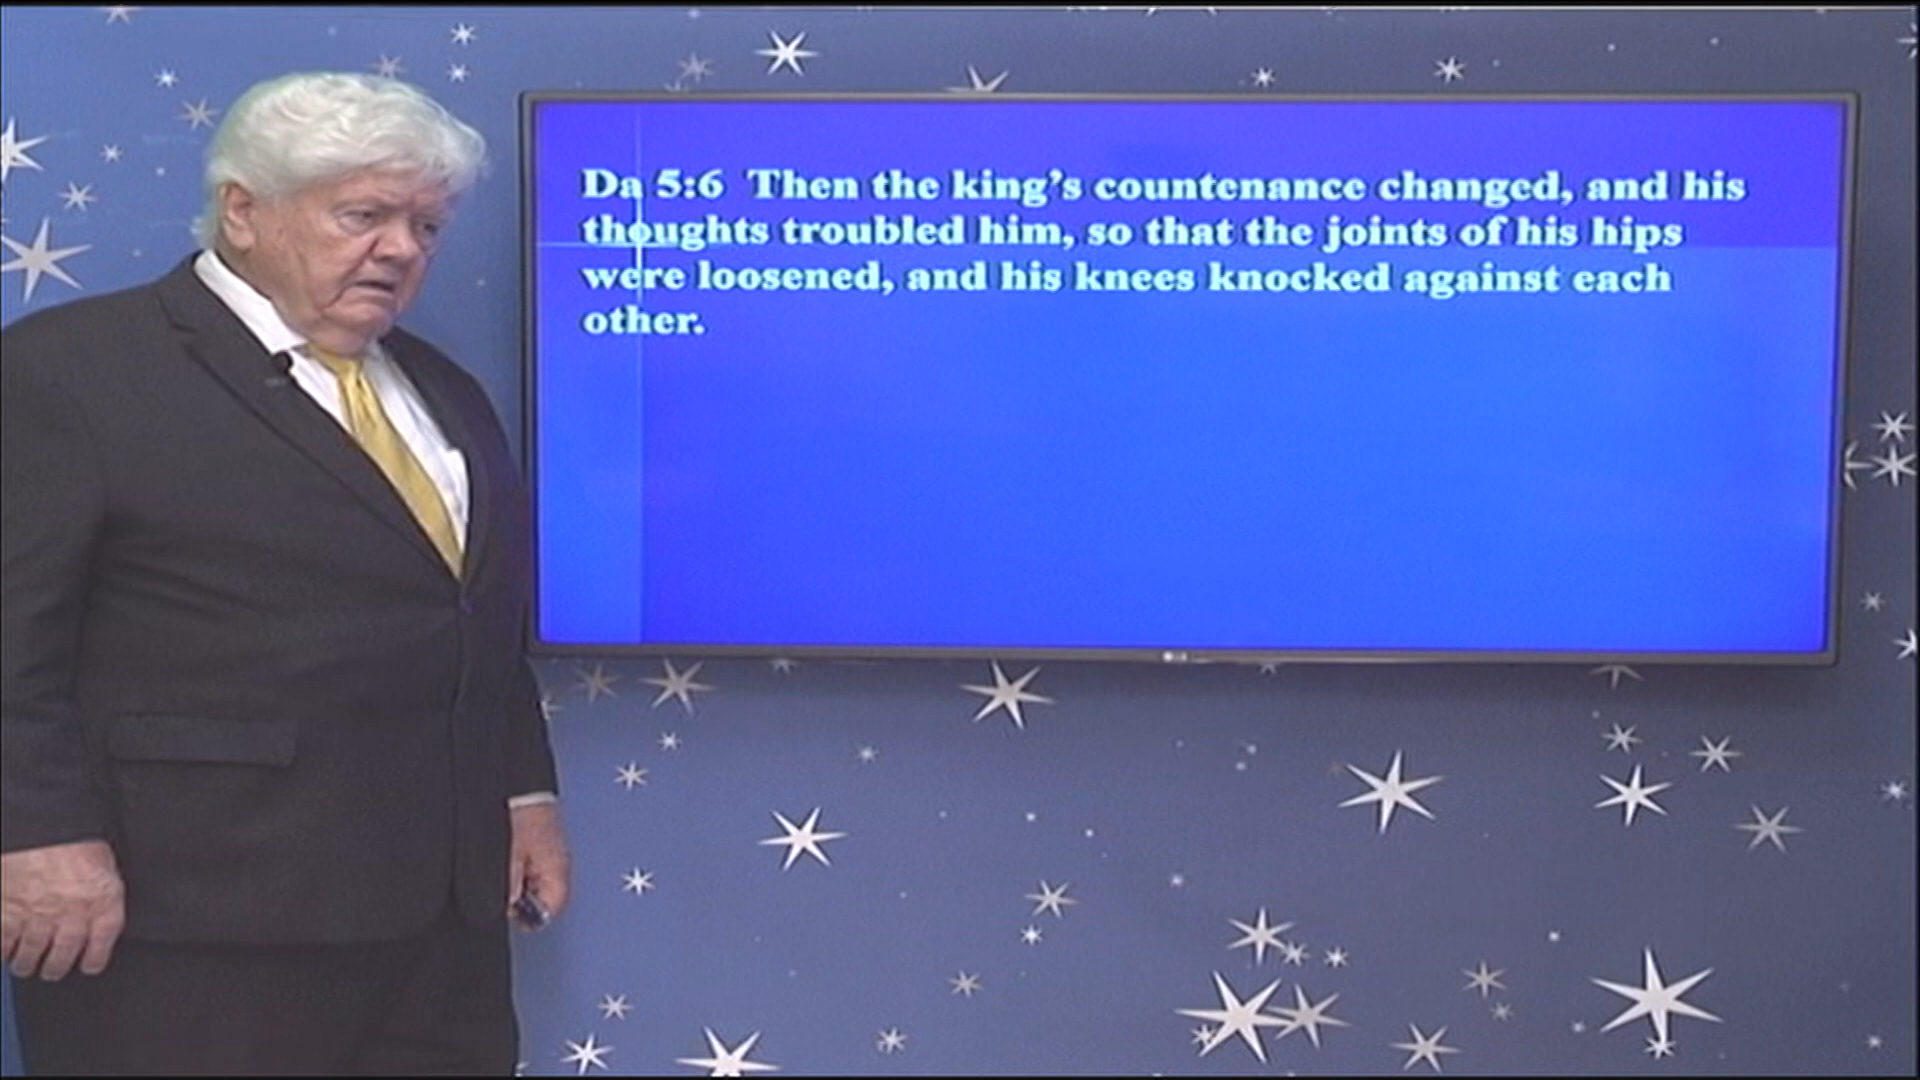 Da 5:6 Then the king's countenance changed, and his
thoughts troubled him, so that the joints of his hips
were loosened, and his knees knocked against each
other.